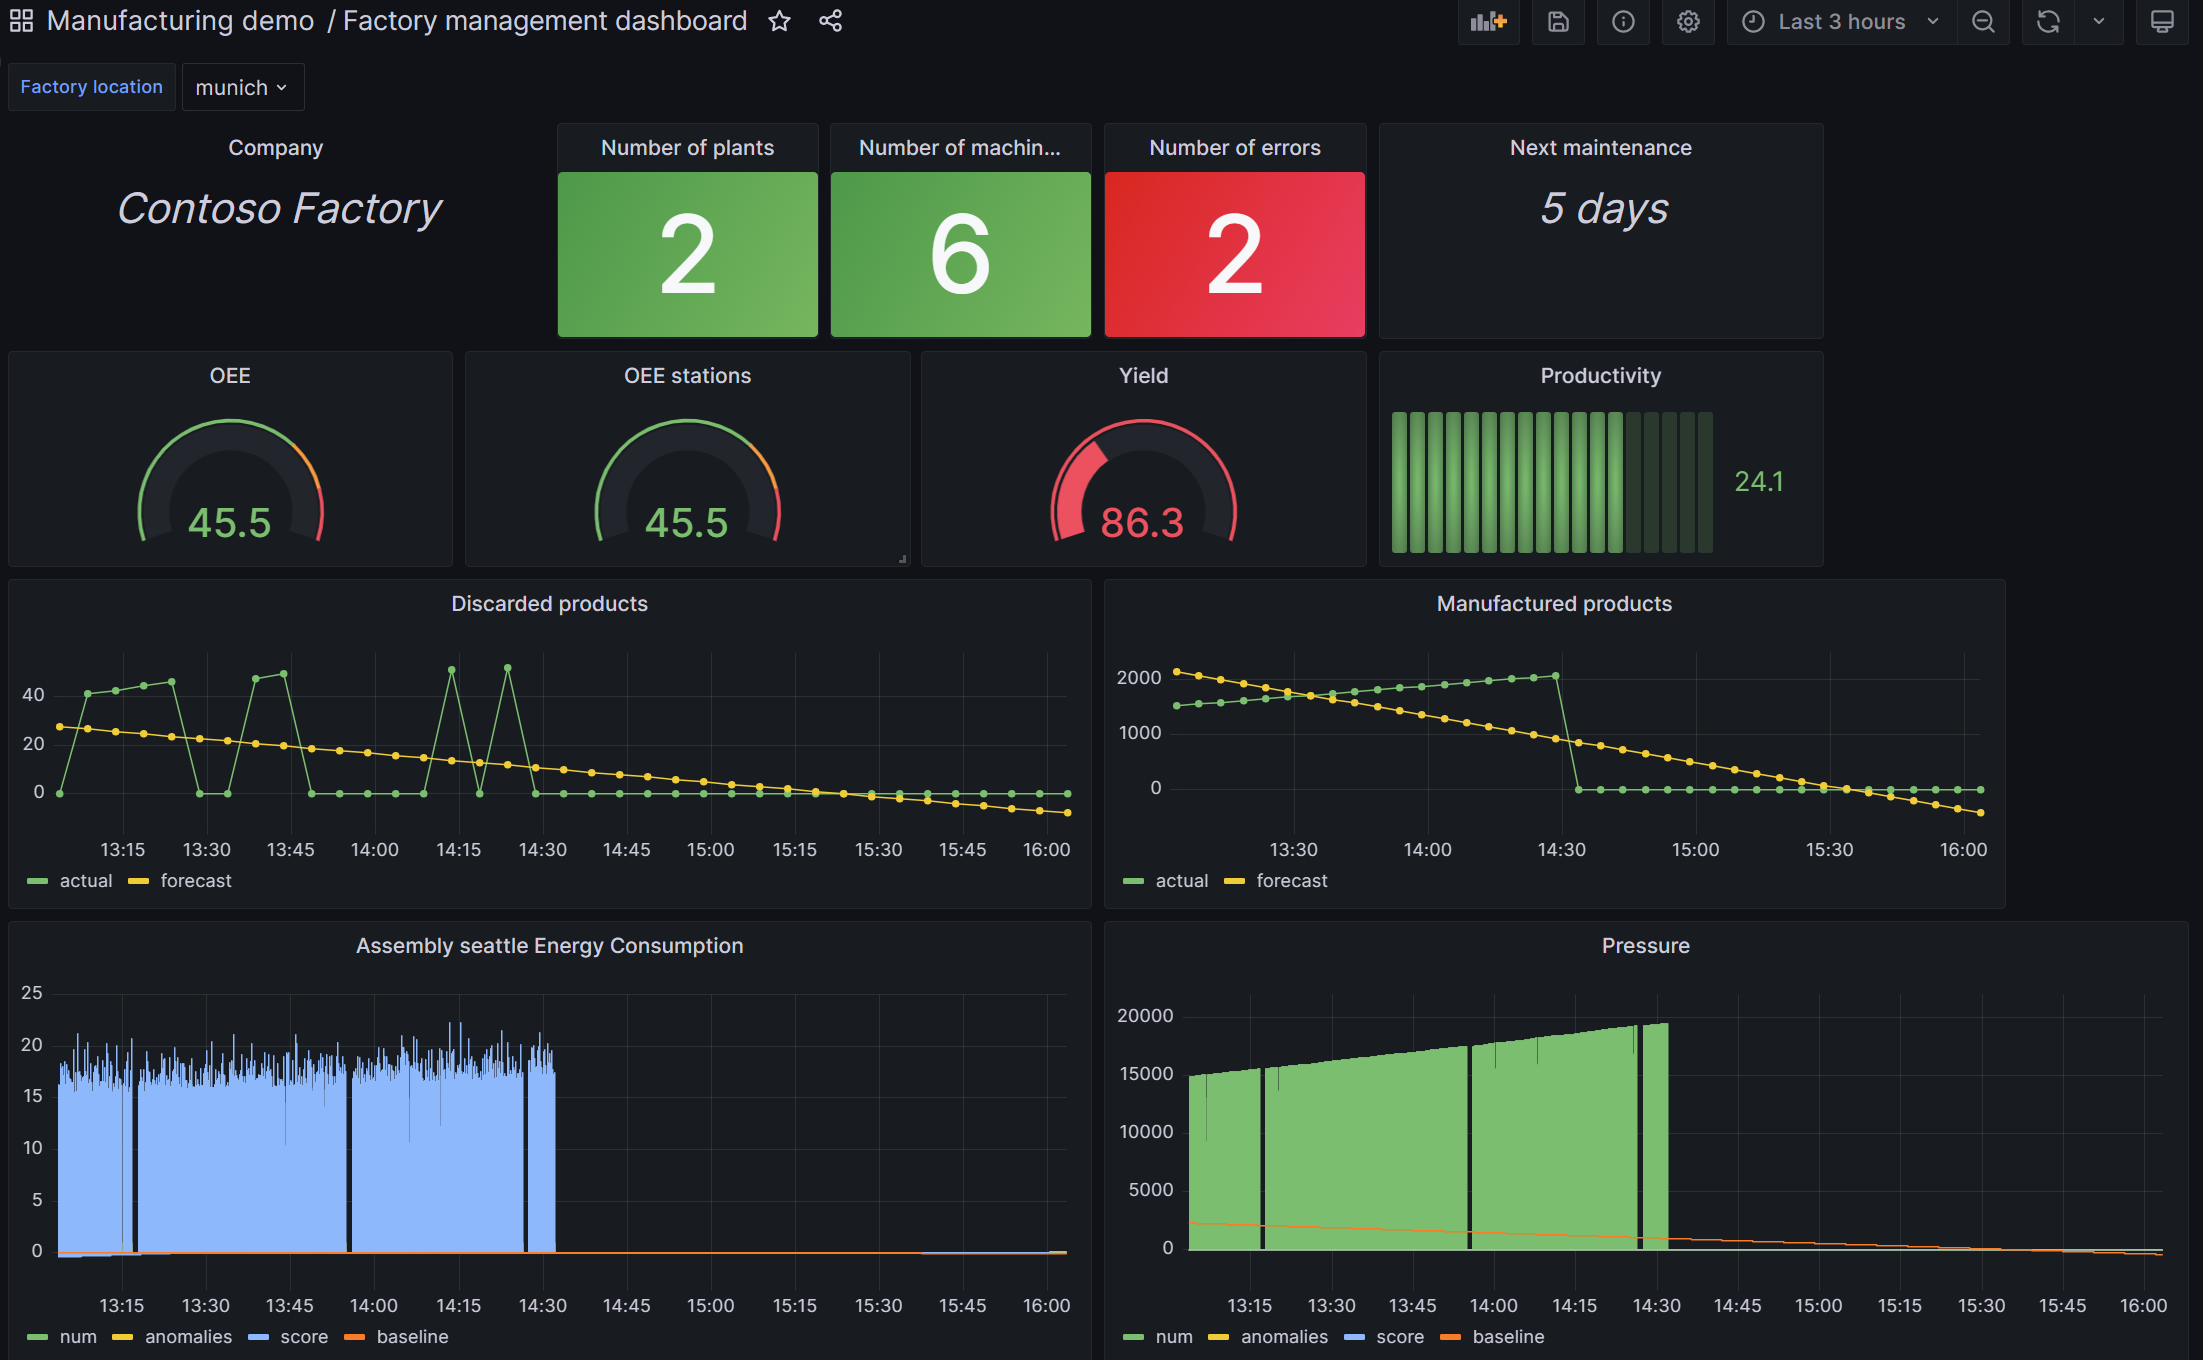 Manufacturing demo / Factory management dashboard
Last 3 hours
Factory location munich
Company
Contoso Factory
Number of plants
2
Number of machin...
6
Number of errors
2
Next maintenance
5 days
OEE
45.5
OEE stations
45.5
Yield
86.3
Productivity
24.1
Discarded products
40
20
0
13:15 13:30 13:45 14:00 14:15 14:30 14:45 15:00 15:15 15:30 15:45 16:00
actual forecast
Manufactured products
2000
1000
0
13:30 14:00 14:30 15:00 15:30 16:00
actual forecast
Assembly seattle Energy Consumption
25
20
15
10
5
0
13:15 13:30 13:45 14:00 14:15 14:30 14:45 15:00 15:15 15:30 15:45 16:00
num anomalies score baseline
Pressure
20000
15000
10000
5000
0
13:15 13:30 13:45 14:00 14:15 14:30 14:45 15:00 15:15 15:30 15:45 16:00
num anomalies score baseline